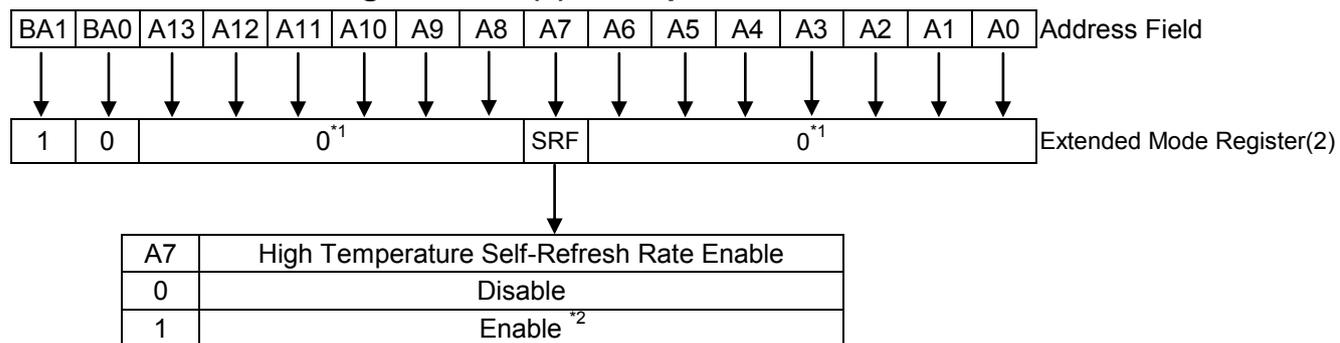 BA1 BA0 A13 A12 A11 A10 A9 A8 A7 A6 A5 A4 A3 A2 A1 A0 Address Field
1 0 0*1 SRF 0*1 Extended Mode Register(2)
A7 High Temperature Self-Refresh Rate Enable
0 Disable
1 Enable *2